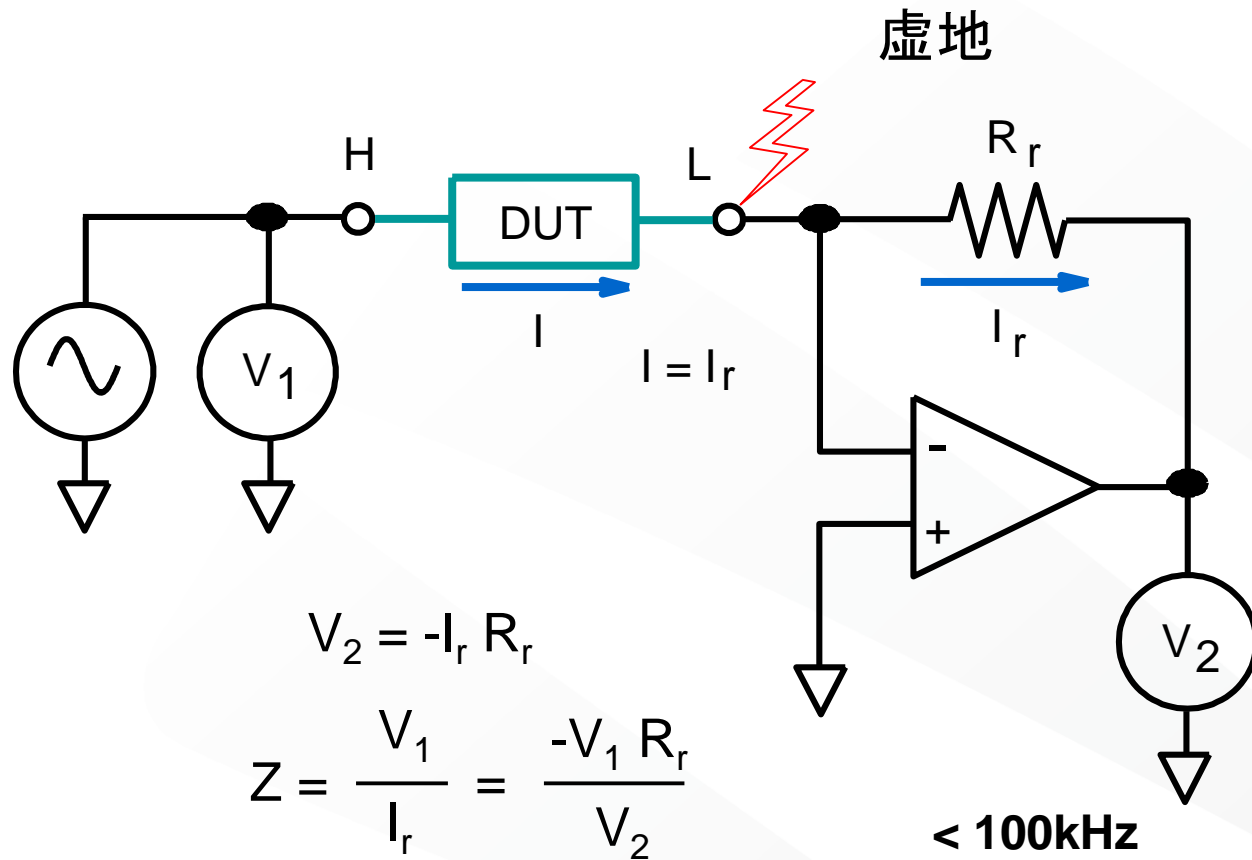 虚地
H
DUT
L
R r
V 1
I
I = I r
I r
-
+
V 2
V2 = -Ir Rr
Z = V1 / Ir = -V1 Rr / V2
< 100kHz